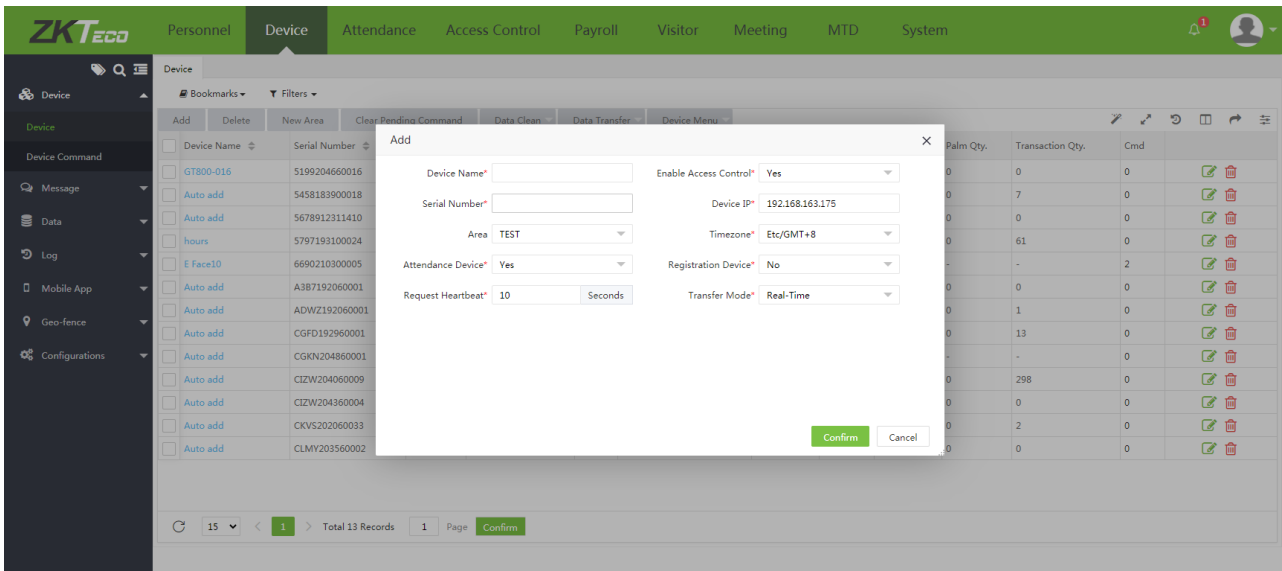 ZKTECO Personnel Device Attendance Access Control Payroll Visitor Meeting MTD System 1
Device
Device
Bookmarks Filters
Add Delete New Area Clear Pending Command Data Clean Data Transfer Device Menu
Device
Device Command
Message
Data
Log
Mobile App
Geo-fence
Configurations
Device Name Serial Number Palm Qty. Transaction Qty. Cmd
GT800-016 5199204660016 0 0 0
Auto add 5458183900018 0 7 0
Auto add 5678912311410 0 0 0
hours 5797193100024 0 61 0
E Face10 6690210300005 - - 2
Auto add A3B7192060001 0 0 0
Auto add ADWZ192060001 0 1 0
Auto add CGFD192960001 0 13 0
Auto add CGKN204860001 - - 0
Auto add CIZW204060009 0 298 0
Auto add CIZW204360004 0 0 0
Auto add CKVS202060033 0 2 0
Auto add CLMY203560002 0 0 0
Add
Device Name* Enable Access Control* Yes
Serial Number* Device IP* 192.168.163.175
Area TEST Timezone* Etc/GMT+8
Attendance Device* Yes Registration Device* No
Request Heartbeat* 10 Seconds Transfer Mode* Real-Time
Confirm Cancel
15 < 1 > Total 13 Records 1 Page Confirm